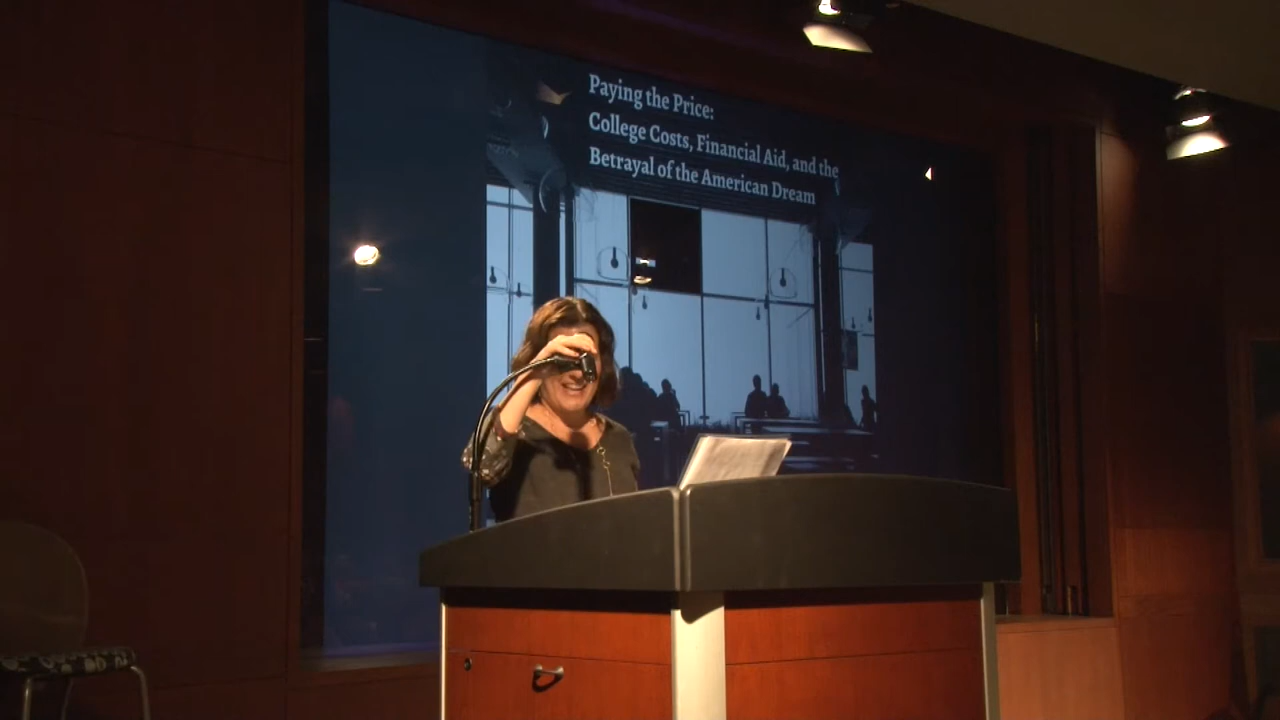 Paying the Price:
College Costs, Financial Aid, and the
Betrayal of the American Dream